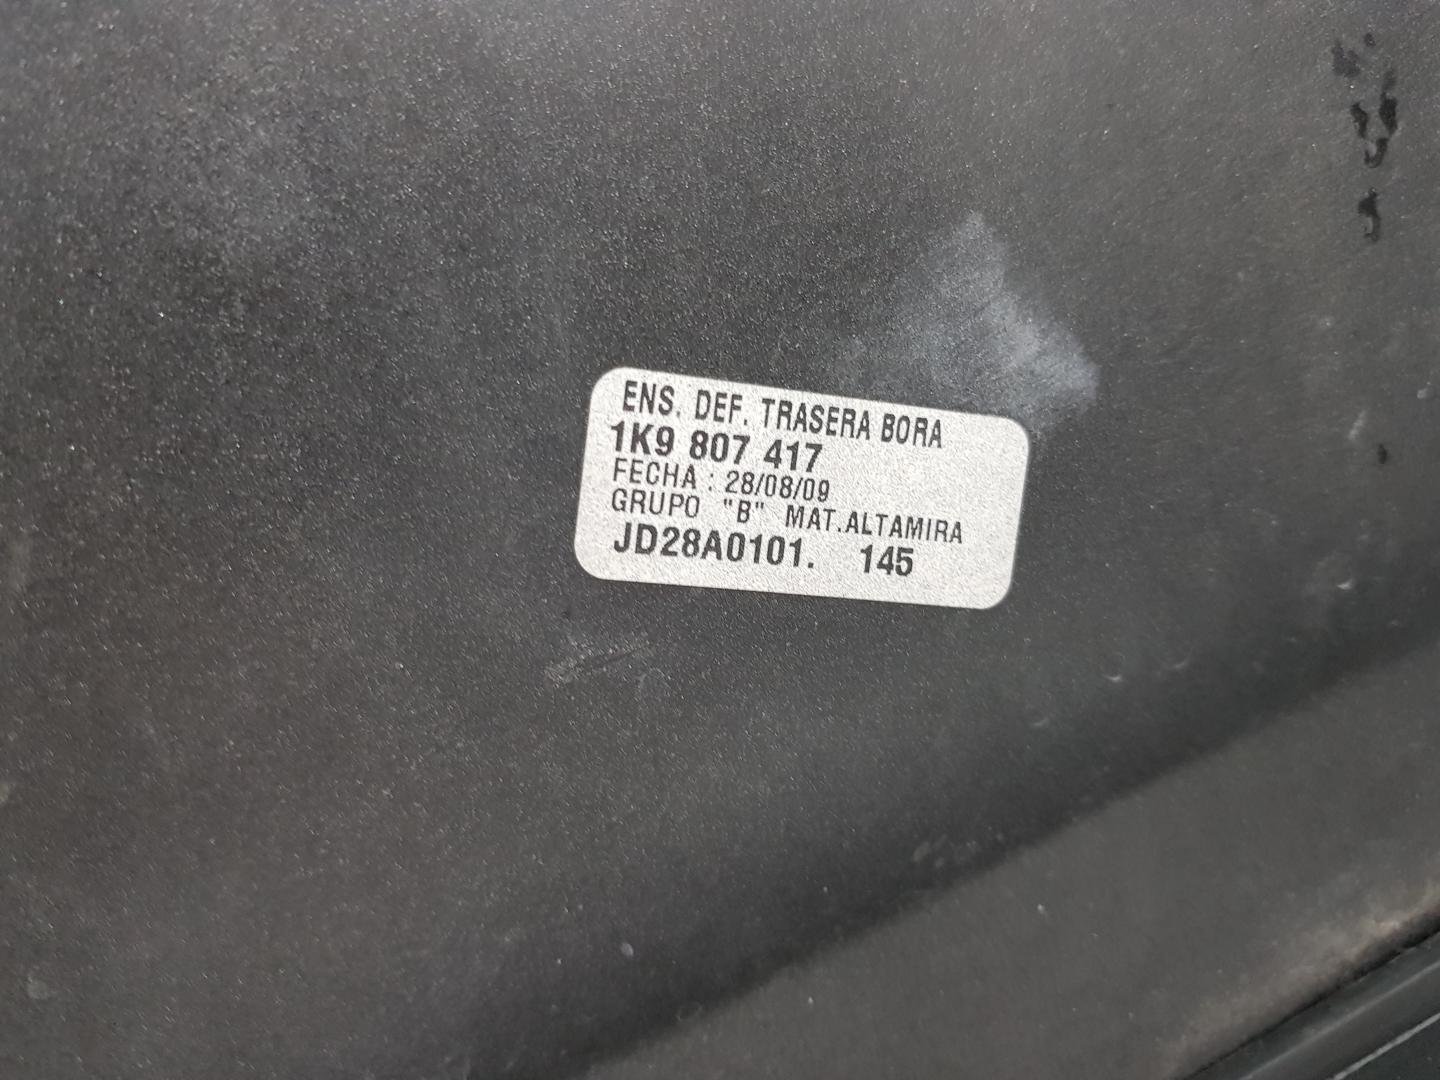 ENS. DEF. TRASERA BORA
1K9 807 417
FECHA : 28/08/09
GRUPO "B" MAT.ALTAMIRA
JD28A0101. 145